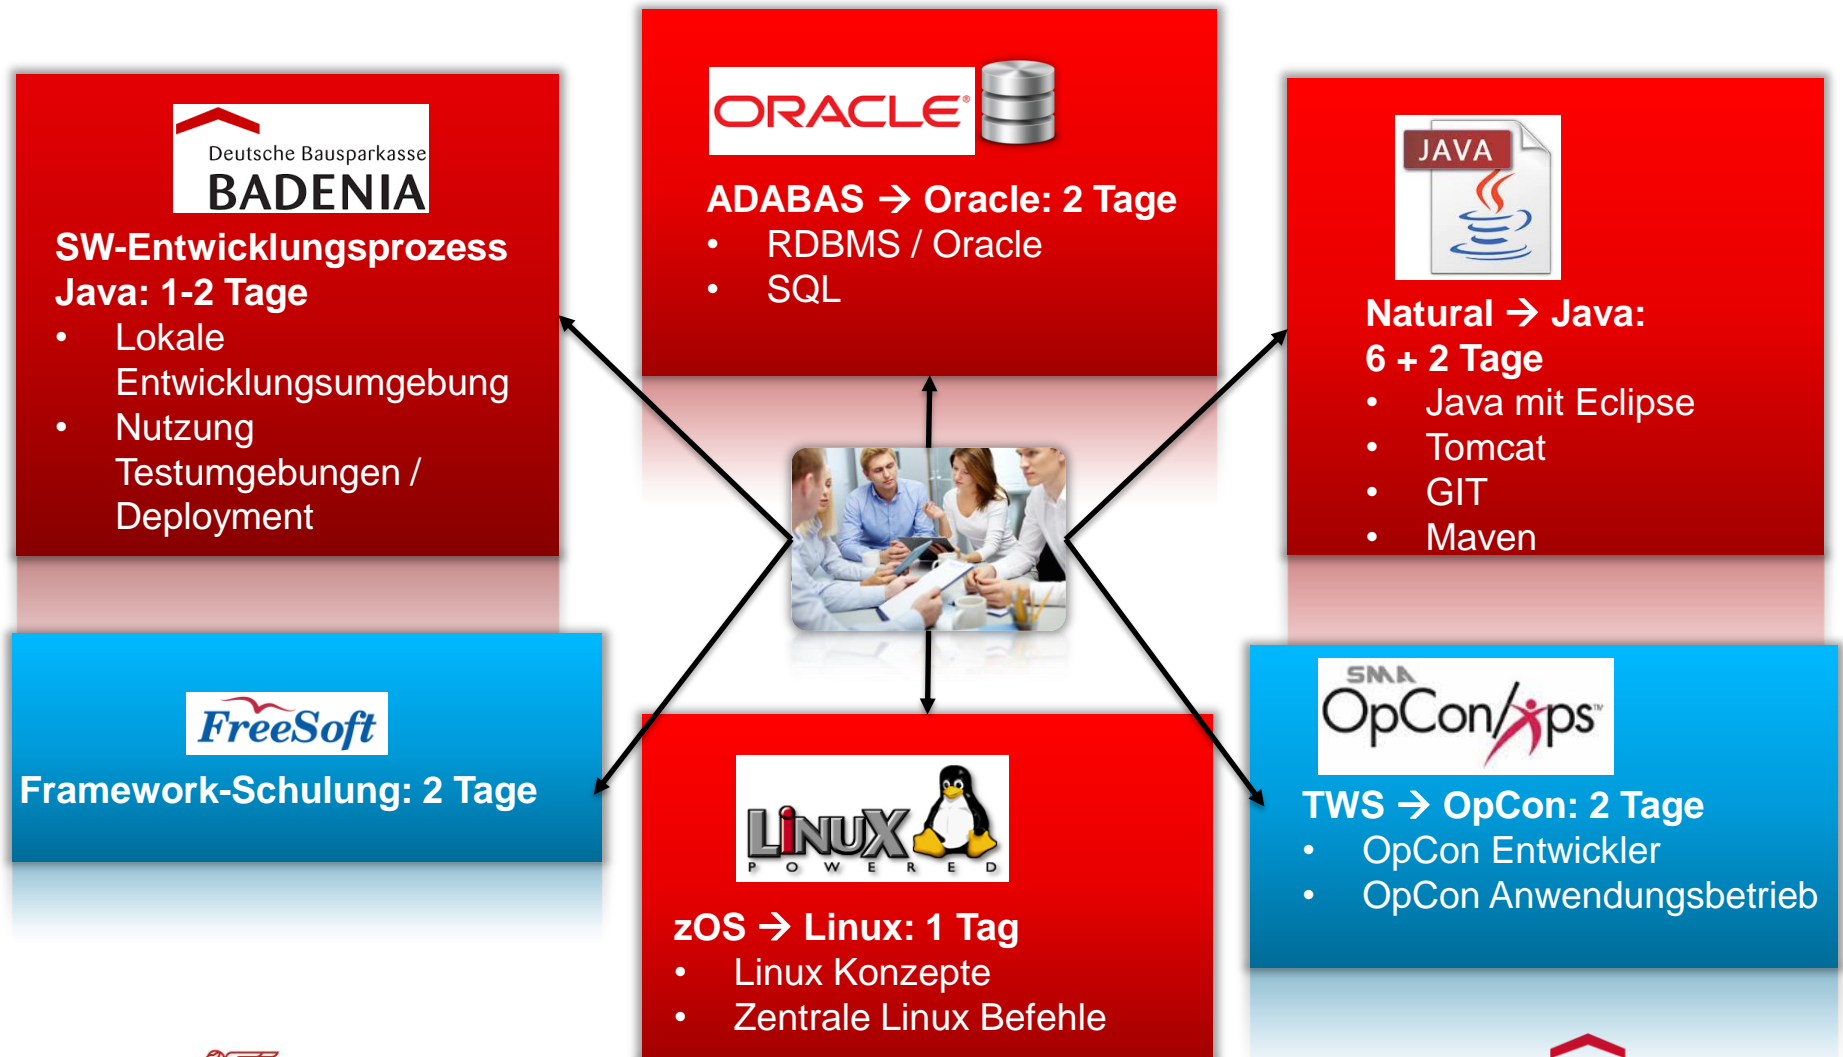 Deutsche Bausparkasse
BADENIA
SW-Entwicklungsprozess
Java: 1-2 Tage
• Lokale
Entwicklungsumgebung
• Nutzung
Testumgebungen /
Deployment
ORACLE®
ADABAS → Oracle: 2 Tage
• RDBMS / Oracle
• SQL
JAVA
Natural → Java:
6 + 2 Tage
• Java mit Eclipse
• Tomcat
• GIT
• Maven
FreeSoft
Framework-Schulung: 2 Tage
LINUX
POWERED
zOS → Linux: 1 Tag
• Linux Konzepte
• Zentrale Linux Befehle
SMA
OpCon/xps™
TWS → OpCon: 2 Tage
• OpCon Entwickler
• OpCon Anwendungsbetrieb